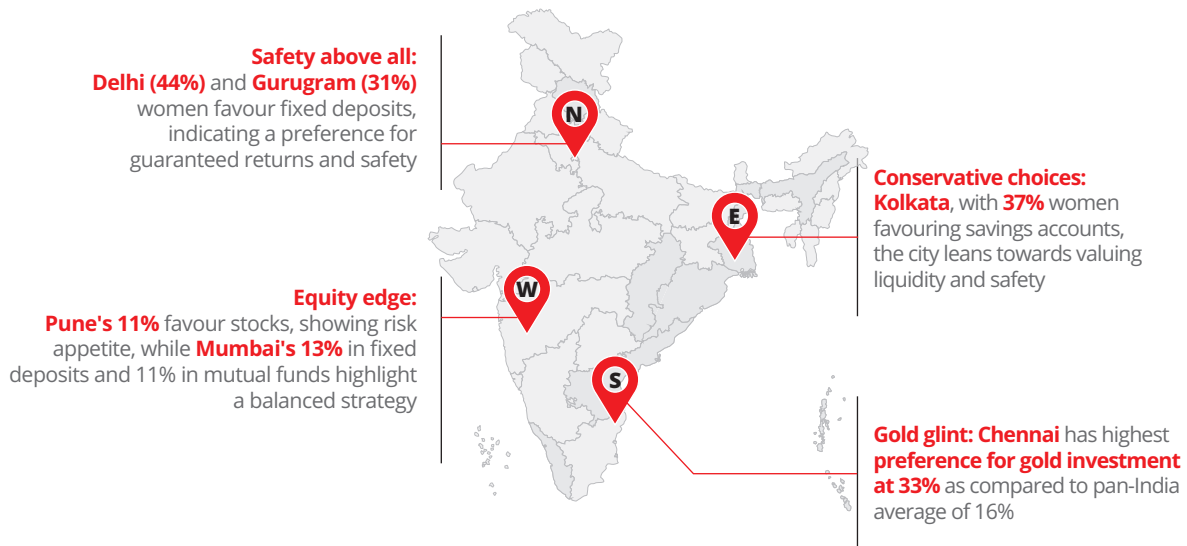 Safety above all:
Delhi (44%) and Gurugram (31%)
women favour fixed deposits,
indicating a preference for
guaranteed returns and safety
N
Conservative choices:
Kolkata, with 37% women
favouring savings accounts,
the city leans towards valuing
liquidity and safety
E
Equity edge:
Pune's 11% favour stocks, showing risk
appetite, while Mumbai's 13% in fixed
deposits and 11% in mutual funds highlight
a balanced strategy
W
S
Gold glint: Chennai has highest
preference for gold investment
at 33% as compared to pan-India
average of 16%